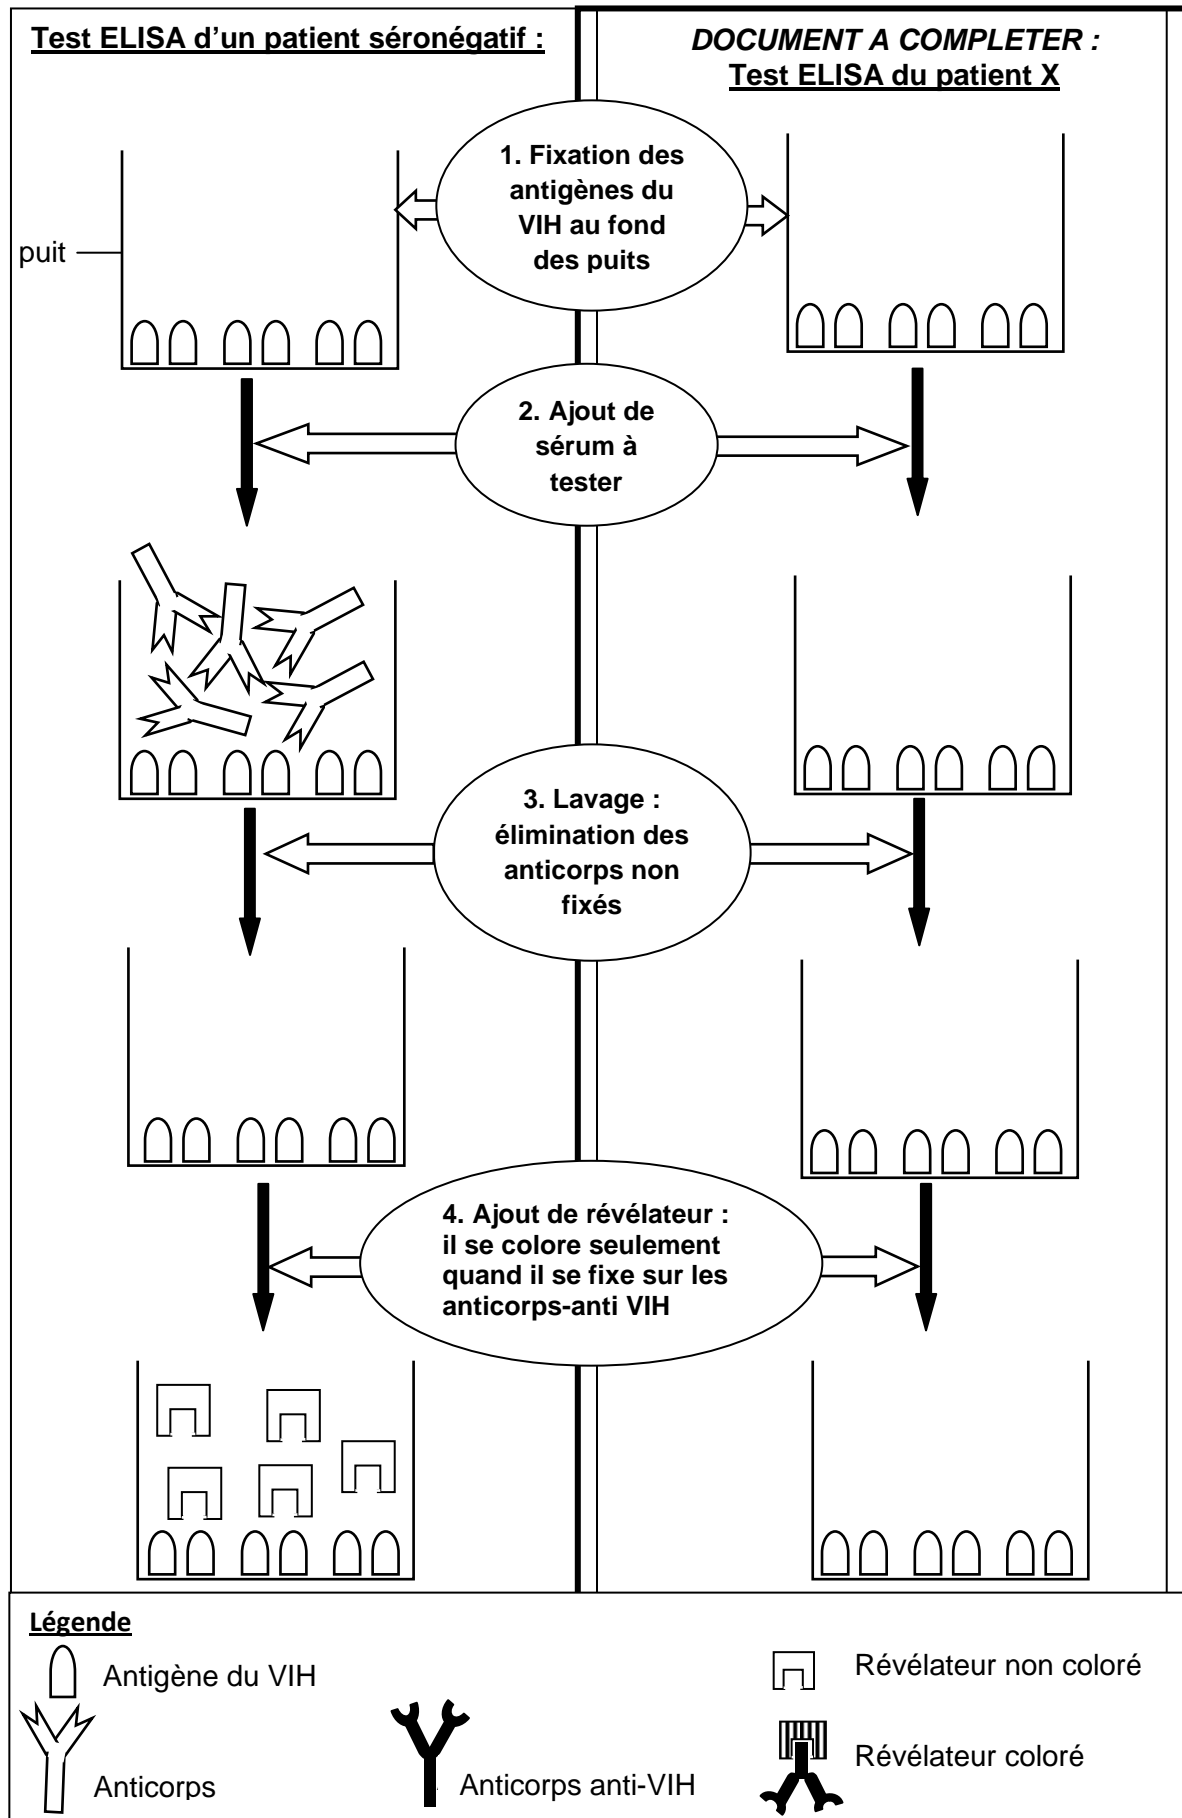 Test ELISA d'un patient séronégatif :
DOCUMENT A COMPLETER :
Test ELISA du patient X
1. Fixation des
antigènes du
VIH au fond
des puits
puit
2. Ajout de
sérum à
tester
3. Lavage :
élimination des
anticorps non
fixés
4. Ajout de révélateur :
il se colore seulement
quand il se fixe sur les
anticorps-anti VIH
Légende
Antigène du VIH
Révélateur non coloré
Anticorps
Anticorps anti-VIH
Révélateur coloré